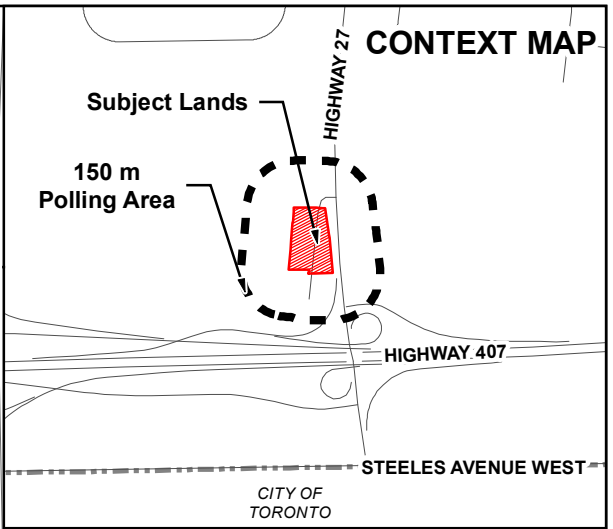 CONTEXT MAP
HIGHWAY 27
Subject Lands
150 m
Polling Area
HIGHWAY 407
STEELES AVENUE WEST
CITY OF
TORONTO